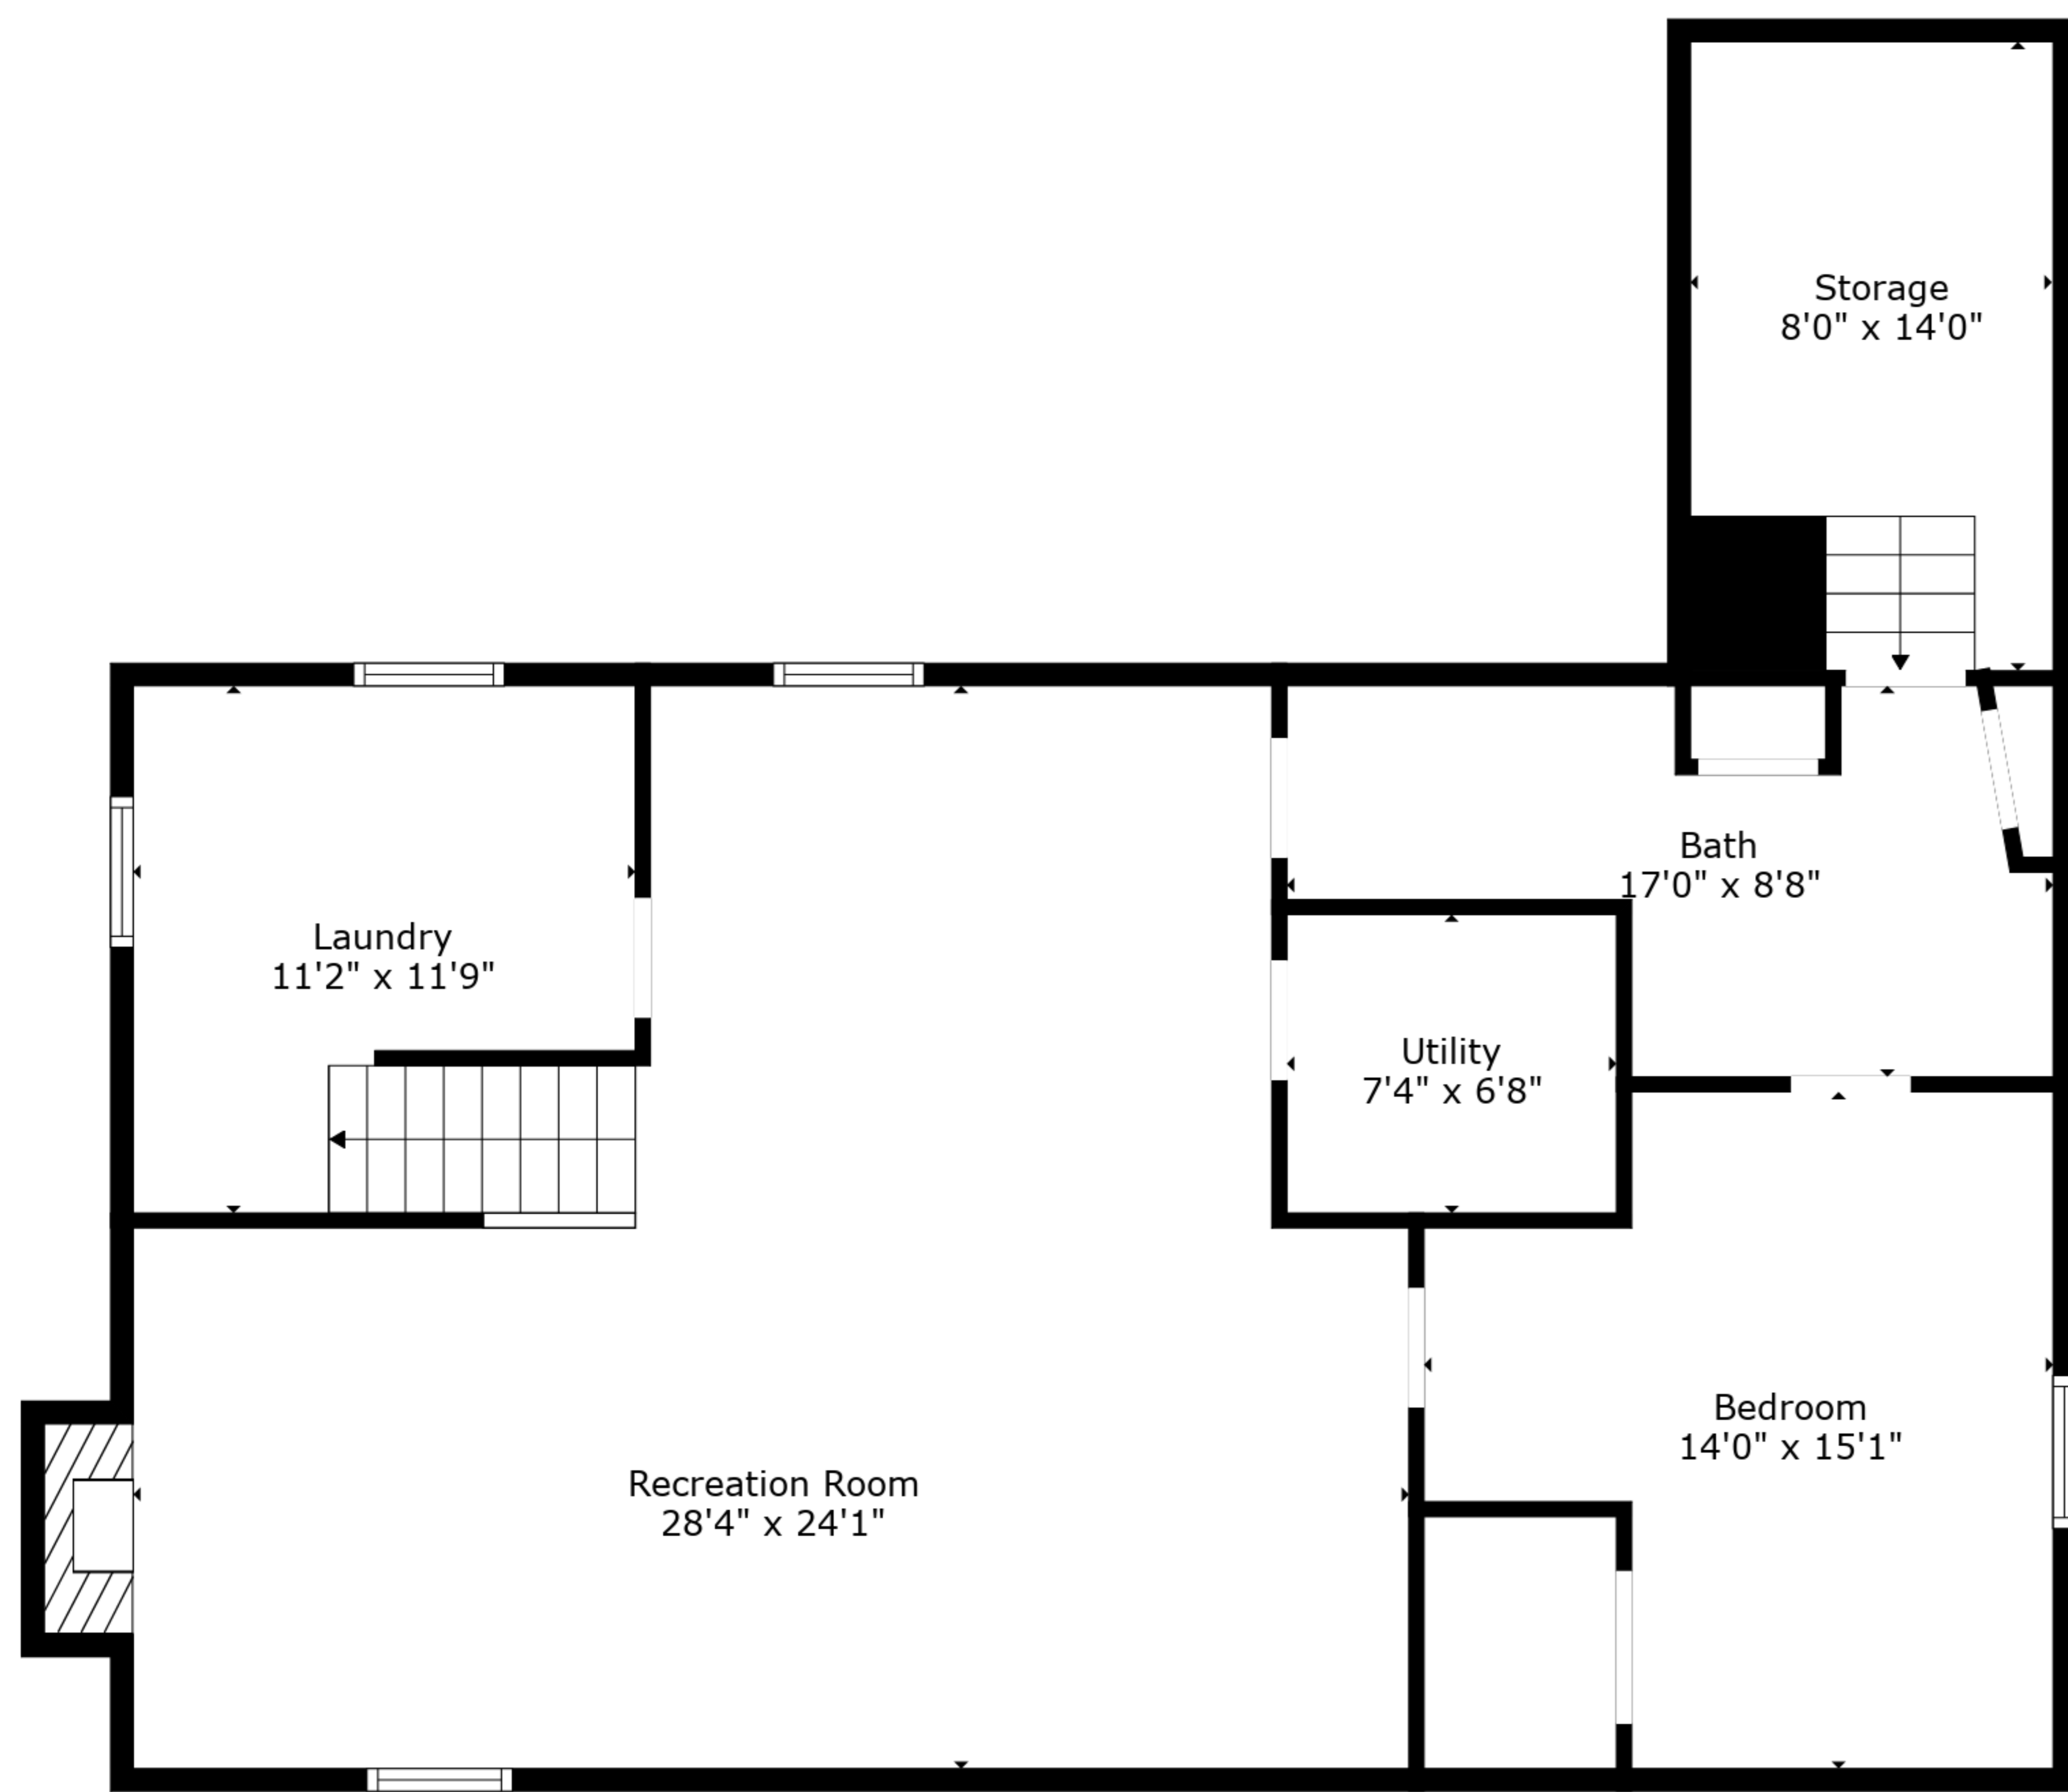 Storage
8'0" x 14'0"
Bath
17'0" x 8'8"
Laundry
11'2" x 11'9"
Utility
7'4" x 6'8"
Bedroom
14'0" x 15'1"
Recreation Room
28'4" x 24'1"